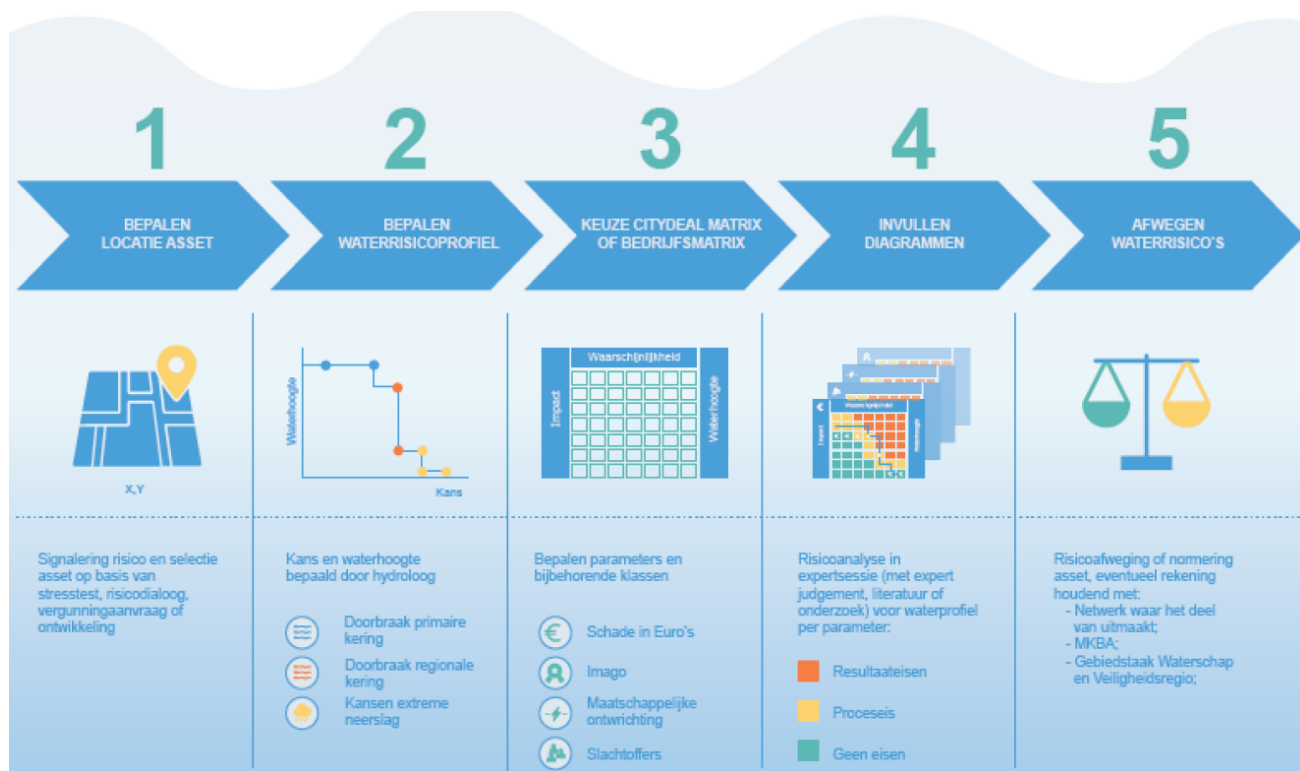 1
2
3
4
5
BEPALEN
LOCATIE ASSET
BEPALEN
WATERRISICOPROFIEL
KEUZE CITYDEAL MATRIX
OF BEDRIJFSMATRIX
INVULLEN
DIAGRAMMEN
AFWEGEN
WATERRISICO'S
X,Y
Waterhoogte
Kans
Waarschijnlijkheid
Impact
Waterhoogte
Waarschijnlijkheid
Impact
Waterhoogte
Signalering risico en selectie
asset op basis van
stresstest, risicodialoog,
vergunningaanvraag of
ontwikkeling
Kans en waterhoogte
bepaald door hydroloog
Doorbraak primaire
kering
Doorbraak regionale
kering
Kansen extreme
neerslag
Bepalen parameters en
bijbehorende klassen
€
Schade in Euro's
Imago
Maatschappelijke
ontwrichting
Slachtoffers
Risicoanalyse in
expertsessie (met expert
judgement, literatuur of
onderzoek) voor waterprofiel
per parameter:
Resultaateisen
Proceseis
Geen eisen
Risicoafweging of normering
asset, eventueel rekening
houdend met:
- Netwerk waar het deel
van uitmaakt;
- MKBA;
- Gebiedstaak Waterschap
en Veiligheidsregio;